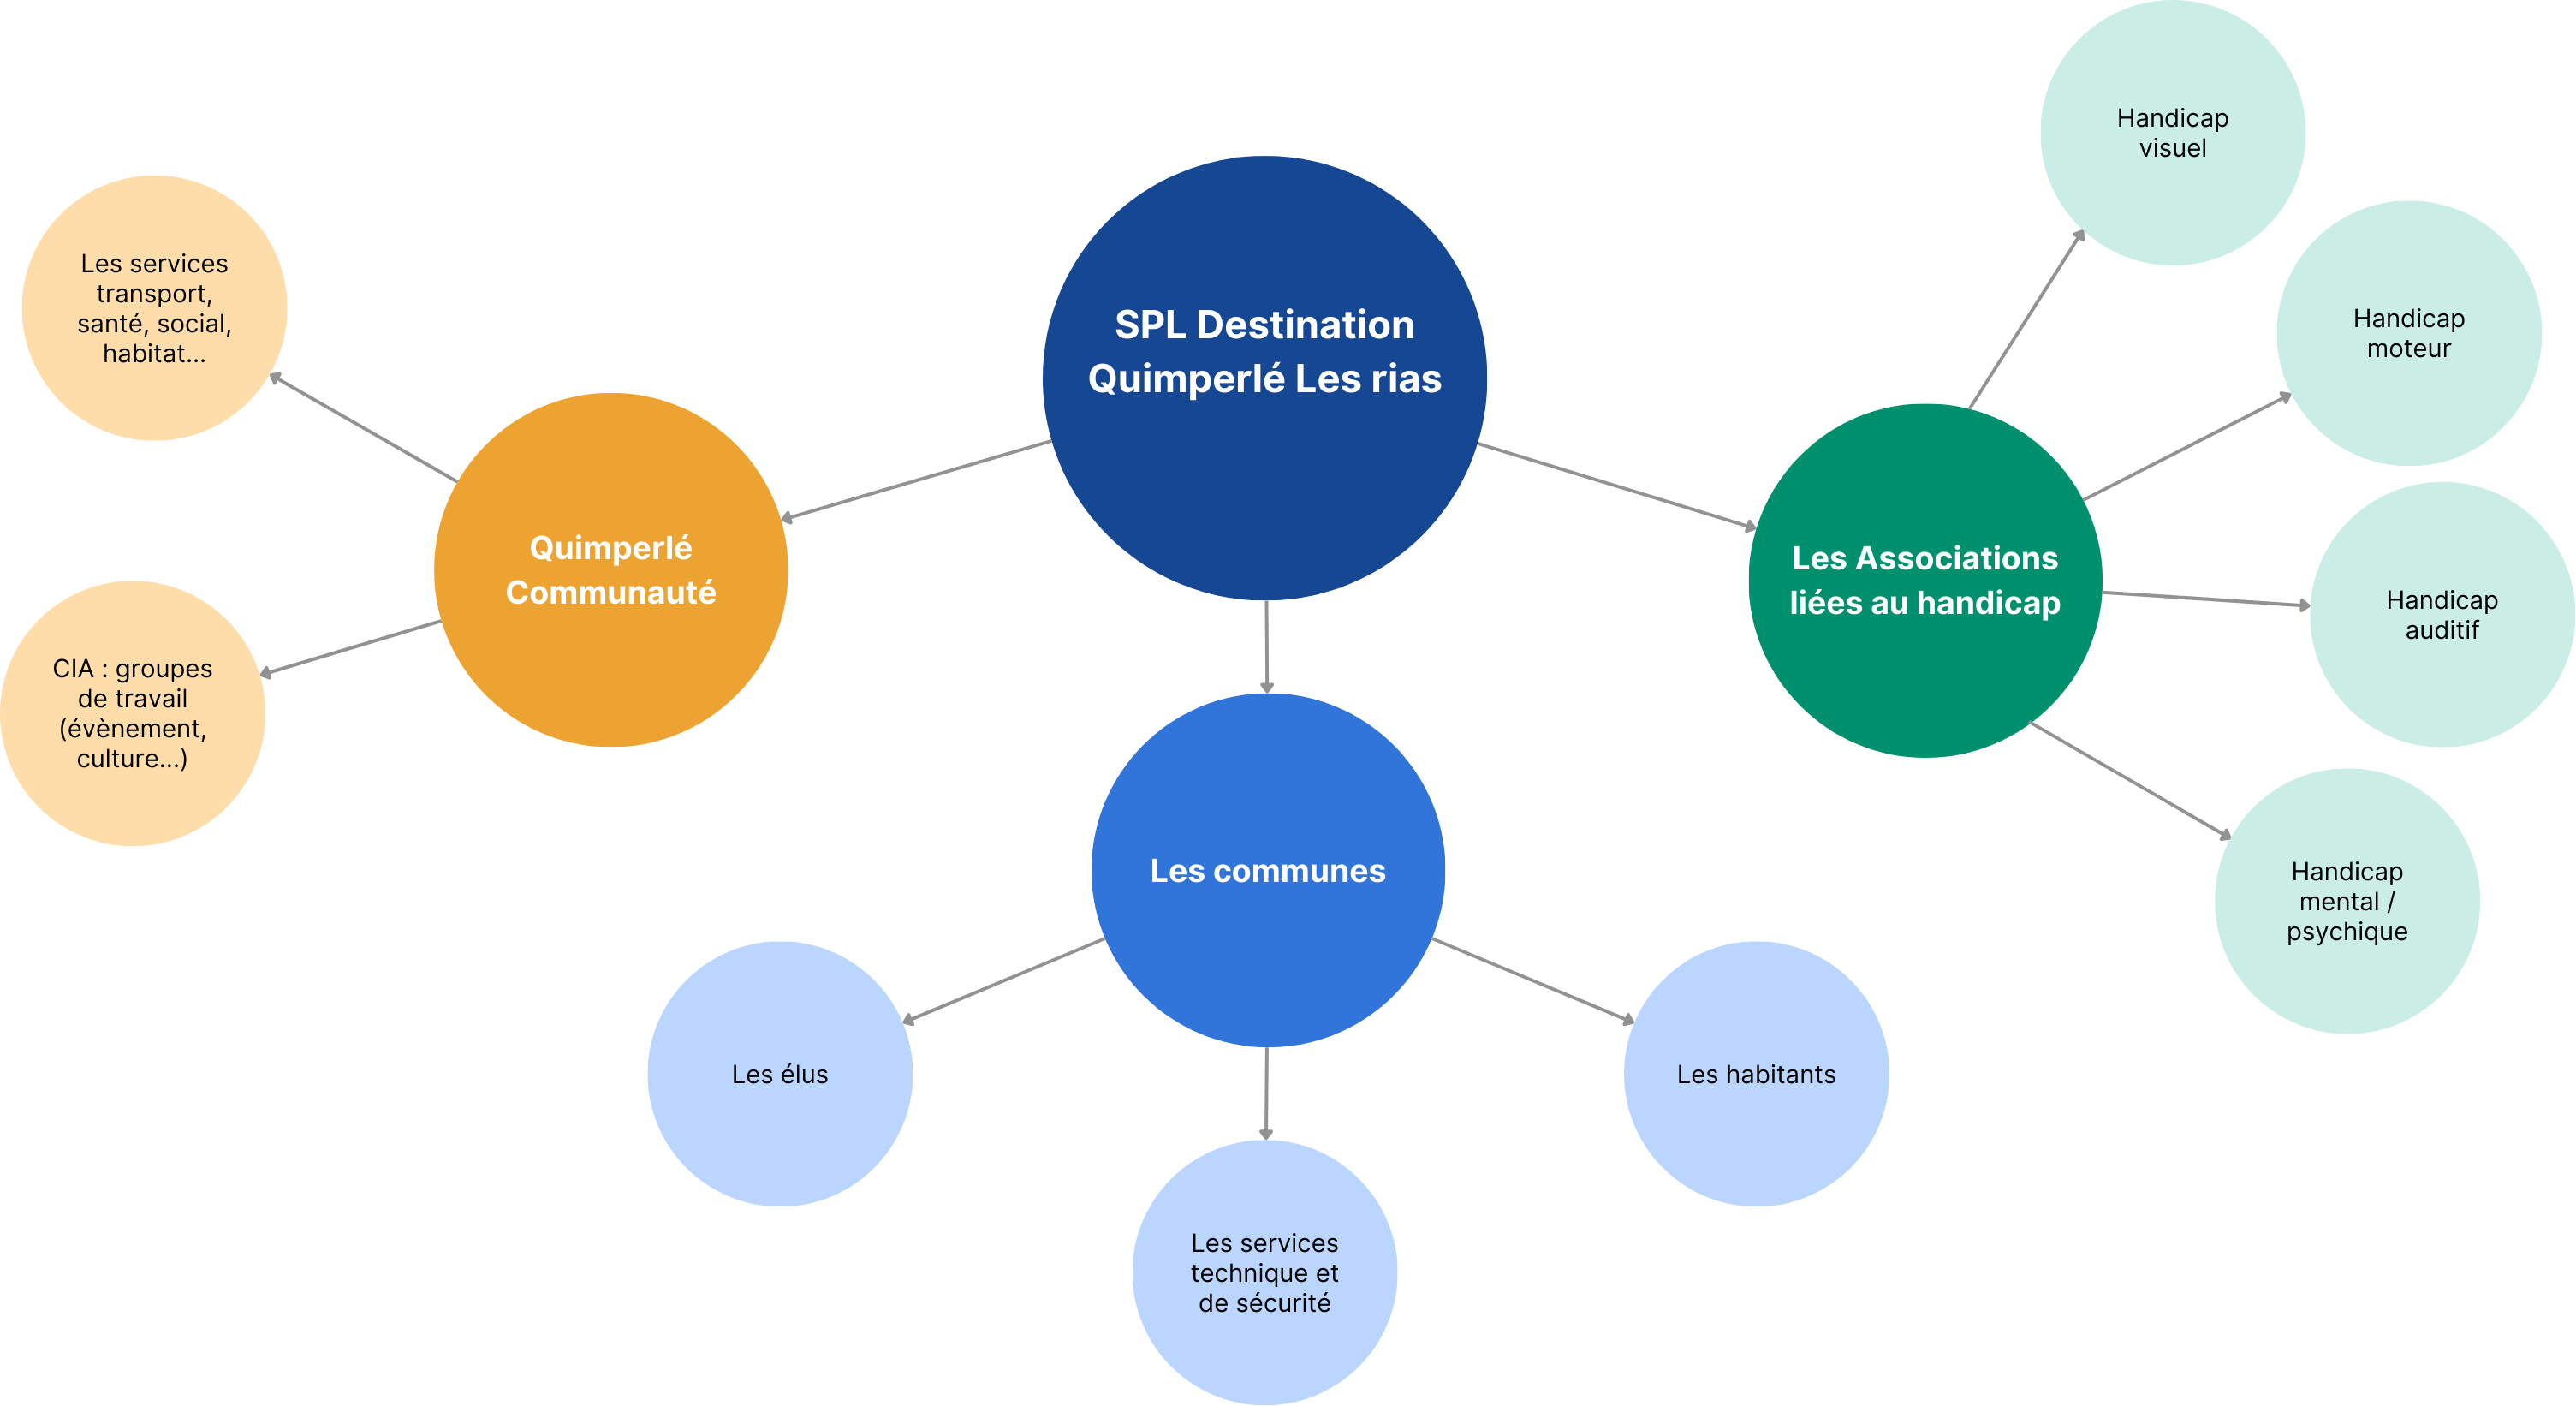 SPL Destination
Quimperlé Les rias
Quimperlé
Communauté
Les services
transport,
santé, social,
habitat...
CIA : groupes
de travail
(évènement,
culture...)
Les communes
Les élus
Les services
technique et
de sécurité
Les habitants
Les Associations
liées au handicap
Handicap
visuel
Handicap
moteur
Handicap
auditif
Handicap
mental /
psychique